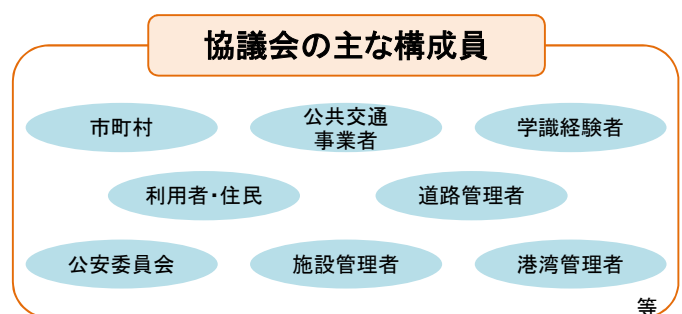 協議会の主な構成員
市町村
公共交通
事業者
学識経験者
利用者・住民
道路管理者
公安委員会
施設管理者
港湾管理者
等